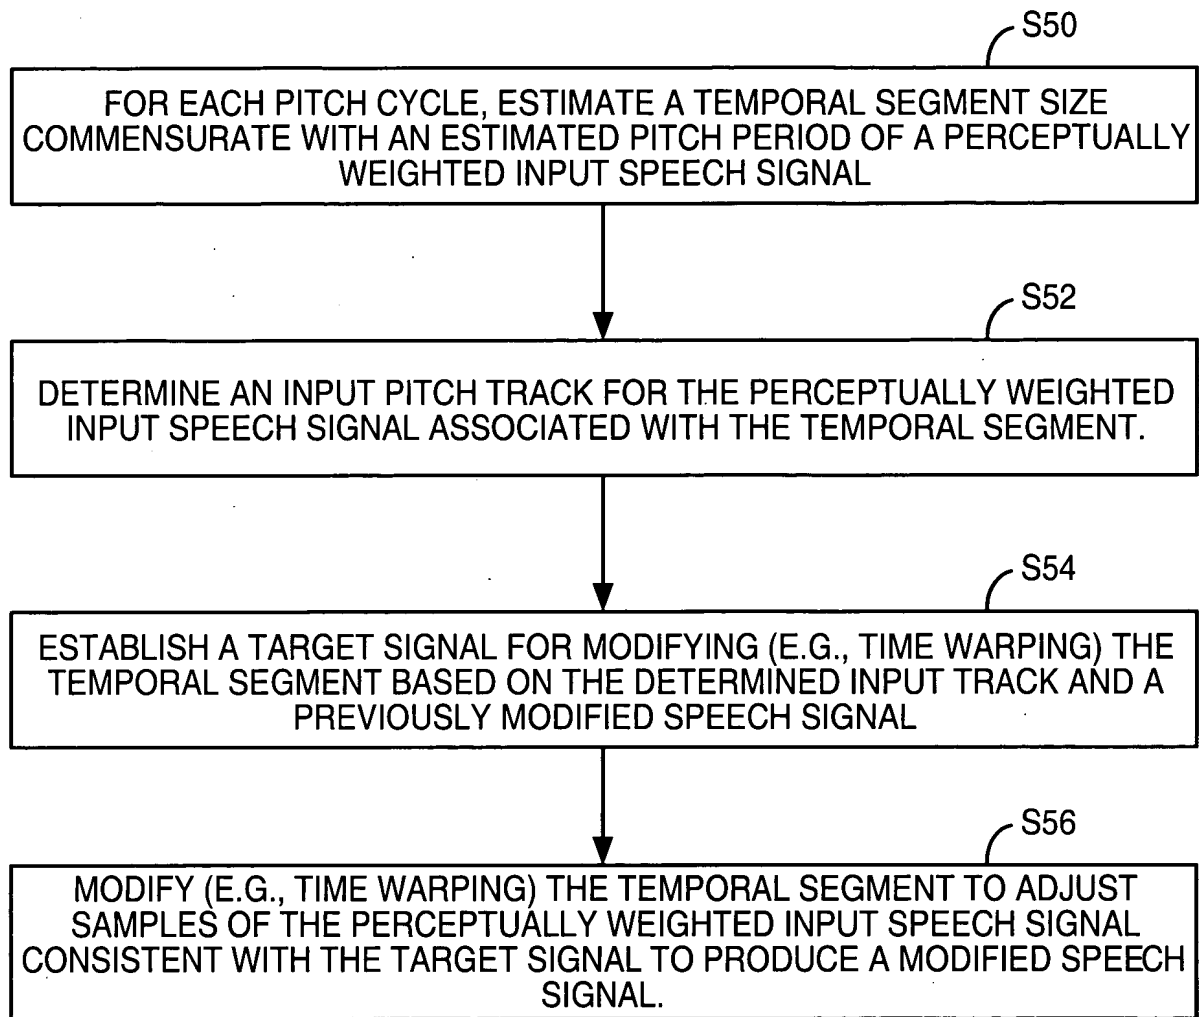 S50
FOR EACH PITCH CYCLE, ESTIMATE A TEMPORAL SEGMENT SIZE
COMMENSURATE WITH AN ESTIMATED PITCH PERIOD OF A PERCEPTUALLY
WEIGHTED INPUT SPEECH SIGNAL
S52
DETERMINE AN INPUT PITCH TRACK FOR THE PERCEPTUALLY WEIGHTED
INPUT SPEECH SIGNAL ASSOCIATED WITH THE TEMPORAL SEGMENT.
S54
ESTABLISH A TARGET SIGNAL FOR MODIFYING (E.G., TIME WARPING) THE
TEMPORAL SEGMENT BASED ON THE DETERMINED INPUT TRACK AND A
PREVIOUSLY MODIFIED SPEECH SIGNAL
S56
MODIFY (E.G., TIME WARPING) THE TEMPORAL SEGMENT TO ADJUST
SAMPLES OF THE PERCEPTUALLY WEIGHTED INPUT SPEECH SIGNAL
CONSISTENT WITH THE TARGET SIGNAL TO PRODUCE A MODIFIED SPEECH
SIGNAL.